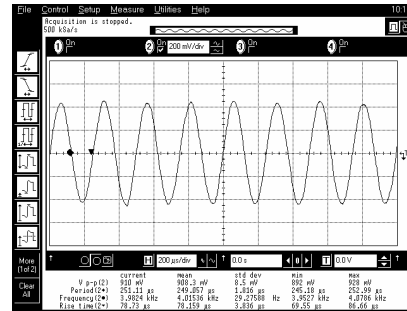 File Control Setup Measure Utilities Help 10:1
Acquisition is stopped.
500 kSa/s
1 On 2 On 200 mV/div 3 On 4 On
More
(1of 2)
Clear
All
H 200 µs/div 0.0 s 0 T 0.0 V
current mean std dev min max
V p-p(2) 910 mV 908.3 mV 8.5 mV 892 mV 928 mV
Period(2) 251.11 µs 249.057 µs 1.816 µs 245.18 µs 252.99 µs
Frequency(2) 3.9824 kHz 4.01536 kHz 29.27588 Hz 3.9527 kHz 4.0786 kHz
Rise time(2) 78.73 µs 78.159 µs 3.836 µs 69.55 µs 86.66 µs